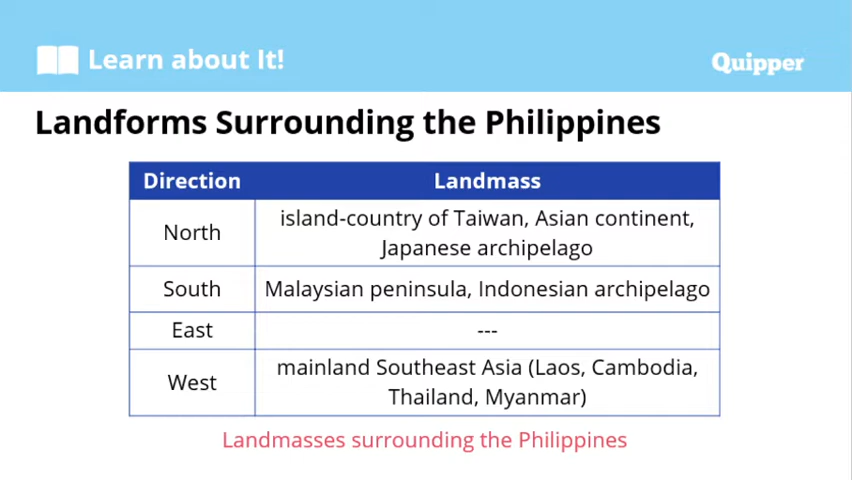 Learn about It!
Quipper
Landforms Surrounding the Philippines
Direction Landmass
North island-country of Taiwan, Asian continent,
Japanese archipelago
South Malaysian peninsula, Indonesian archipelago
East ---
West mainland Southeast Asia (Laos, Cambodia,
Thailand, Myanmar)
Landmasses surrounding the Philippines